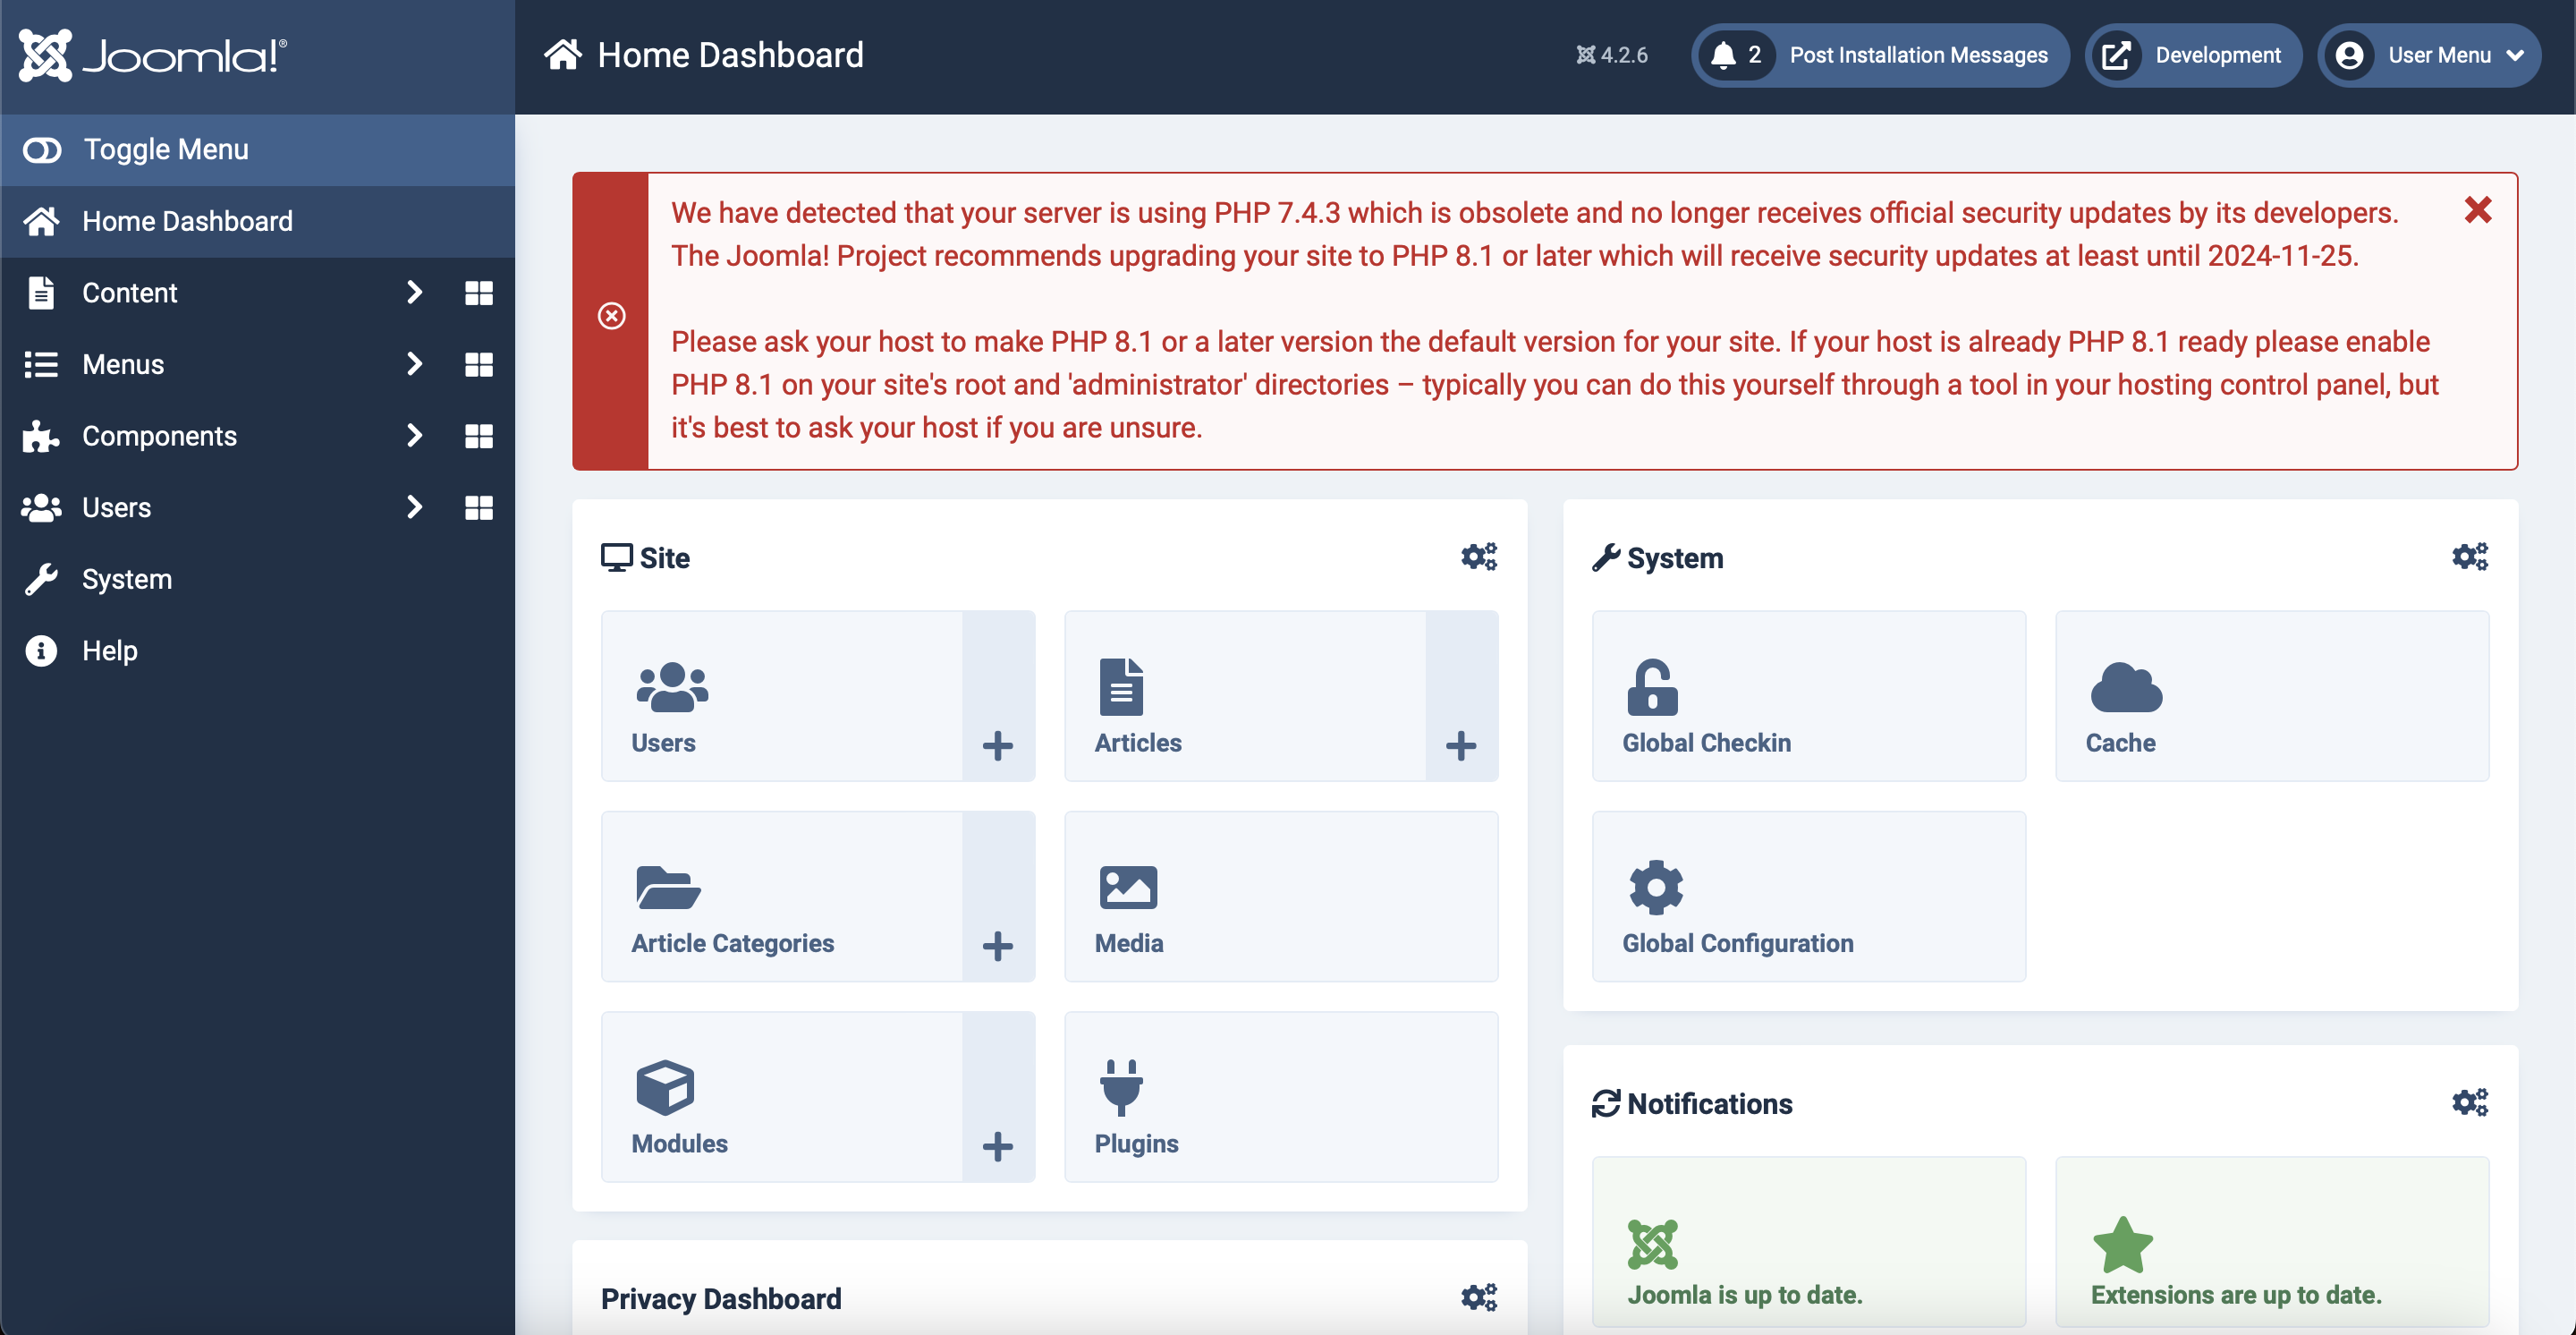 Joomla!®
Home Dashboard
4.2.6
2
Post Installation Messages
Development
User Menu
Toggle Menu
Home Dashboard
Content
Menus
Components
Users
System
Help
We have detected that your server is using PHP 7.4.3 which is obsolete and no longer receives official security updates by its developers.
The Joomla! Project recommends upgrading your site to PHP 8.1 or later which will receive security updates at least until 2024-11-25.
Please ask your host to make PHP 8.1 or a later version the default version for your site. If your host is already PHP 8.1 ready please enable
PHP 8.1 on your site's root and 'administrator' directories – typically you can do this yourself through a tool in your hosting control panel, but
it's best to ask your host if you are unsure.
Site
Users
Articles
Article Categories
Media
Modules
Plugins
Privacy Dashboard
System
Global Checkin
Cache
Global Configuration
Notifications
Joomla is up to date.
Extensions are up to date.